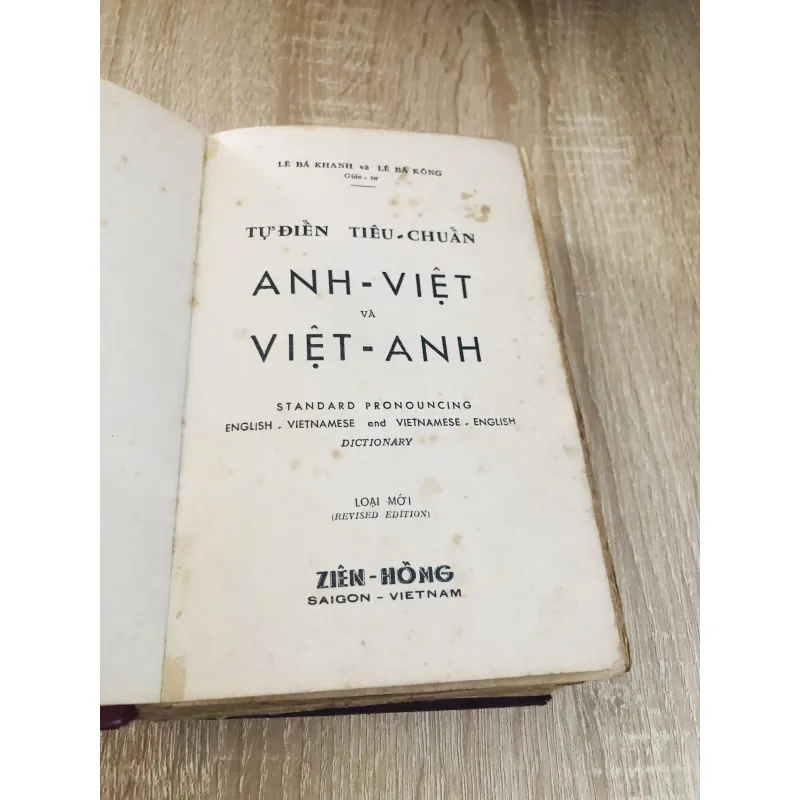 LÊ BÁ KHANH và LÊ BÁ KÔNG
Giáo-sư
TỰ ĐIỂN TIÊU-CHUẨN
ANH-VIỆT
VÀ
VIỆT-ANH
STANDARD PRONOUNCING
ENGLISH - VIETNAMESE and VIETNAMESE - ENGLISH
DICTIONARY
LOẠI MỚI
(REVISED EDITION)
ZIÊN-HỒNG
SAIGON - VIETNAM